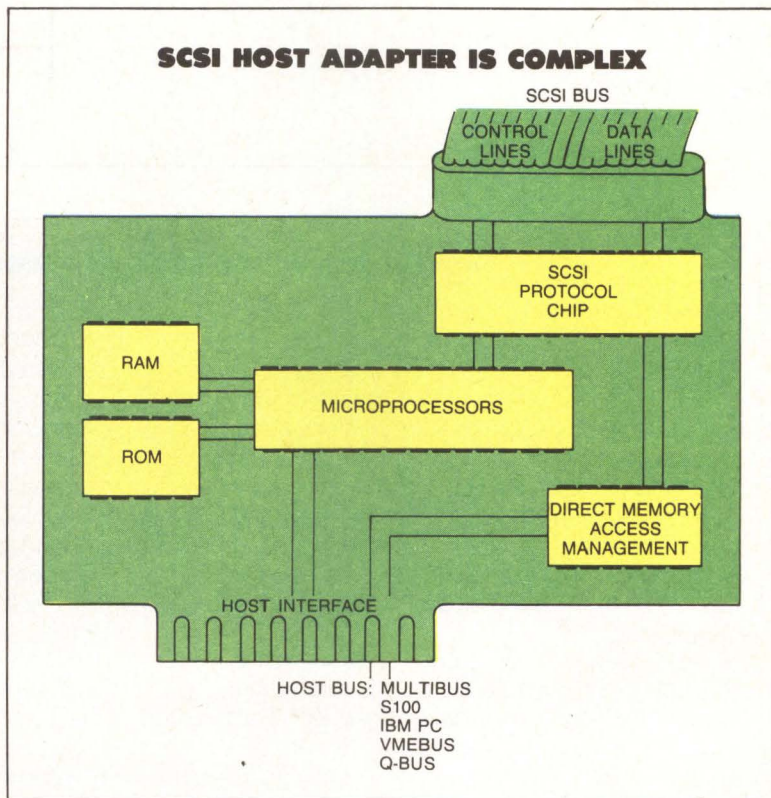 SCSI HOST ADAPTER IS COMPLEX
SCSI BUS
CONTROL
LINES
DATA
LINES
SCSI
PROTOCOL
CHIP
RAM
MICROPROCESSORS
ROM
DIRECT MEMORY
ACCESS
MANAGEMENT
HOST INTERFACE
HOST BUS: MULTIBUS
S100
IBM PC
VMEBUS
Q-BUS